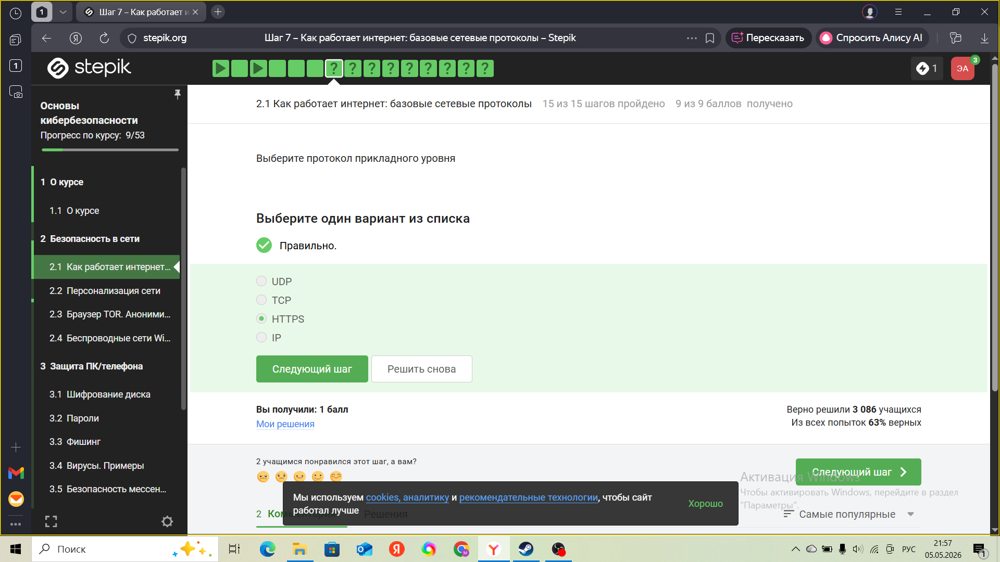 1
Шаг 7 – Как работает и
stepik.org
Шаг 7 – Как работает интернет: базовые сетевые протоколы – Stepik
Пересказать
Спросить Алису AI
1
stepik
1
ЭА
3
Основы
кибербезопасности
Прогресс по курсу: 9/53
1 О курсе
1.1 О курсе
2 Безопасность в сети
2.1 Как работает интернет...
2.2 Персонализация сети
2.3 Браузер TOR. Аноними...
2.4 Беспроводные сети Wi...
3 Защита ПК/телефона
3.1 Шифрование диска
3.2 Пароли
3.3 Фишинг
3.4 Вирусы. Примеры
3.5 Безопасность мессен...
2.1 Как работает интернет: базовые сетевые протоколы 15 из 15 шагов пройдено 9 из 9 баллов получено
Выберите протокол прикладного уровня
Выберите один вариант из списка
Правильно.
UDP
TCP
HTTPS
IP
Следующий шаг
Решить снова
Вы получили: 1 балл
Мои решения
Верно решили 3 086 учащихся
Из всех попыток 63% верных
2 учащимся понравился этот шаг, а вам?
Следующий шаг
Активация Windows
Чтобы активировать Windows, перейдите в раздел
"Параметры".
Мы используем cookies, аналитику и рекомендательные технологии, чтобы сайт
работал лучше
Хорошо
2 Комментария
Решения
Самые популярные
Поиск
РУС
21:57
05.05.2026
1